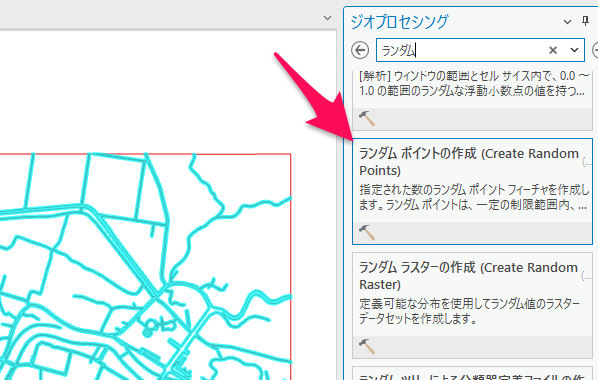 ジオプロセシング
ランダム
[解析] ウィンドウの範囲とセル サイズ内で、0.0 ～
1.0 の範囲のランダムな浮動小数点の値を持つ...
ランダム ポイントの作成 (Create Random
Points) (...
指定された数のランダム ポイント フィーチャを作成し
ます。ランダム ポイントは、一定の制限範囲内、...
ランダム ラスターの作成 (Create Random
Raster) (...
定義可能な分布を使用してランダム値のラスター
データセットを作成します。